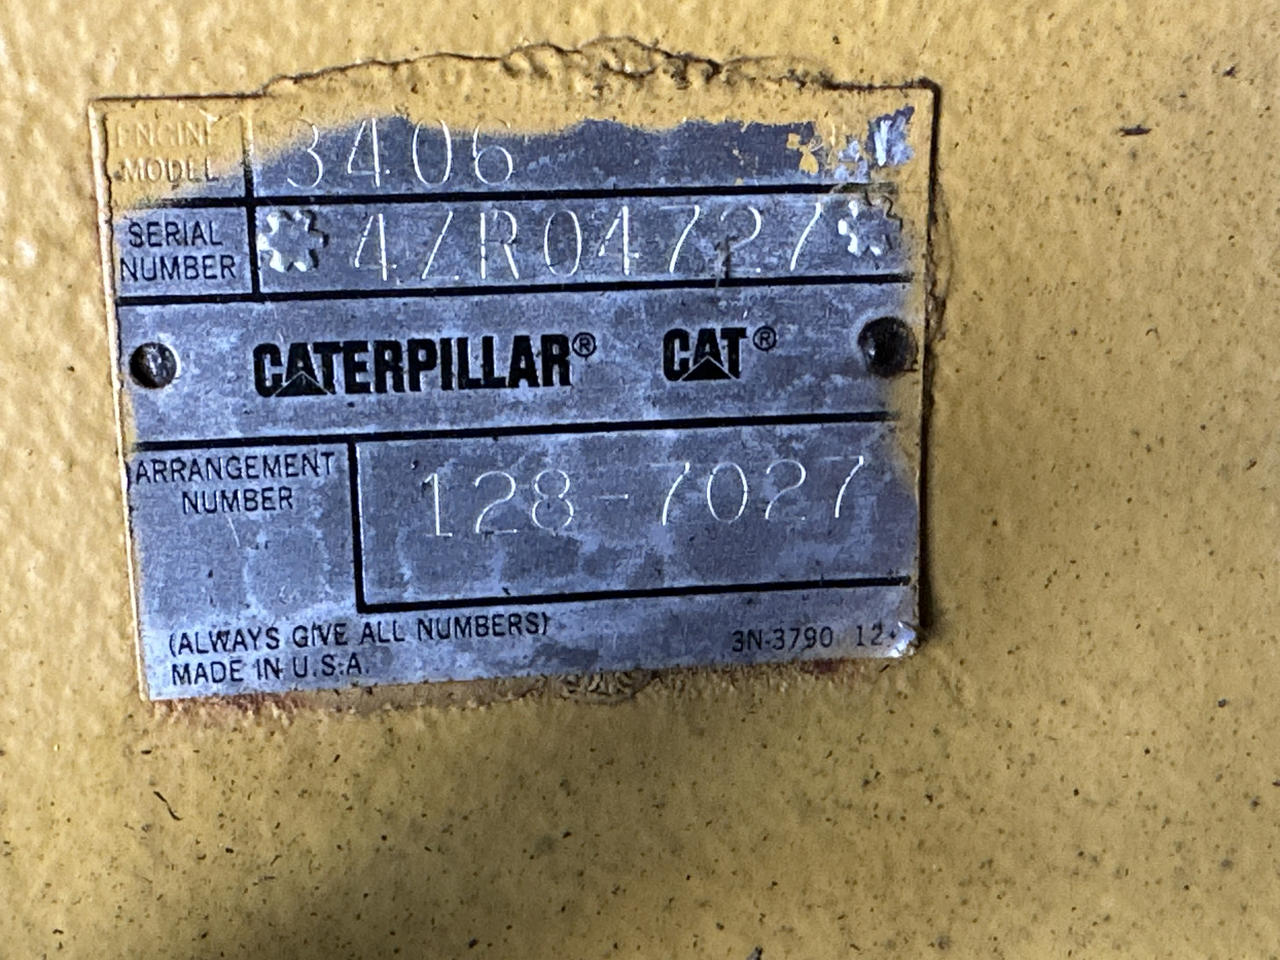 ENGINE MODEL 3406
SERIAL NUMBER 4ZR04727
CATERPILLAR® CAT®
ARRANGEMENT NUMBER 128-7027
(ALWAYS GIVE ALL NUMBERS)
MADE IN U.S.A. 3N-3790 12